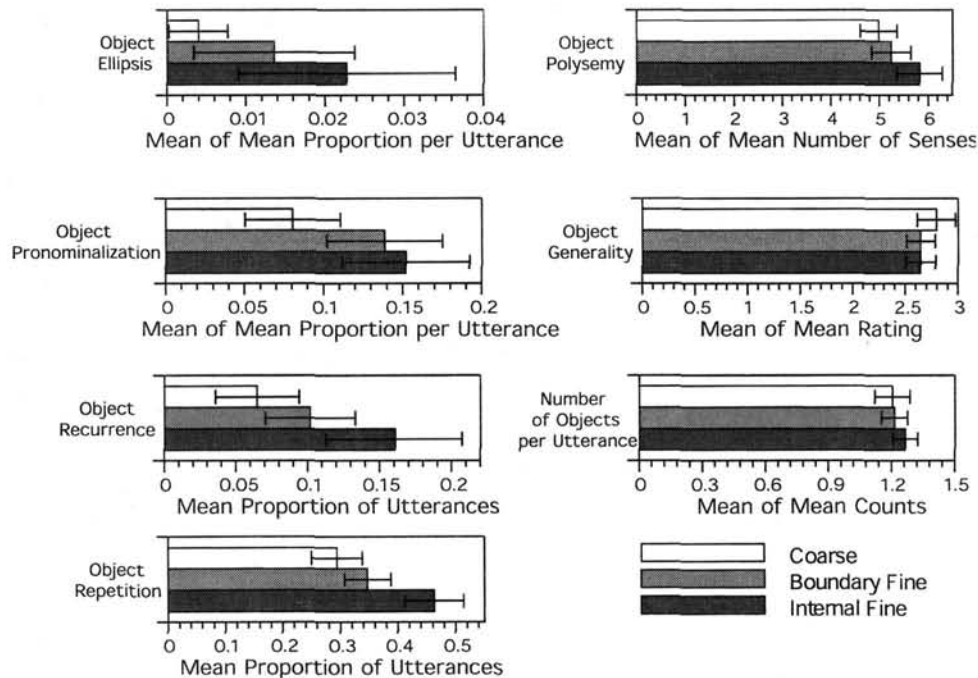 Object
Ellipsis
0 0.01 0.02 0.03 0.04
Mean of Mean Proportion per Utterance
Object
Pronominalization
0 0.05 0.1 0.15 0.2
Mean of Mean Proportion per Utterance
Object
Recurrence
0 0.05 0.1 0.15 0.2
Mean Proportion of Utterances
Object
Repetition
0 0.1 0.2 0.3 0.4 0.5
Mean Proportion of Utterances
Object
Polysemy
0 1 2 3 4 5 6
Mean of Mean Number of Senses
Object
Generality
0 0.5 1 1.5 2 2.5 3
Mean of Mean Rating
Number
of Objects
per Utterance
0 0.3 0.6 0.9 1.2 1.5
Mean of Mean Counts
Coarse
Boundary Fine
Internal Fine